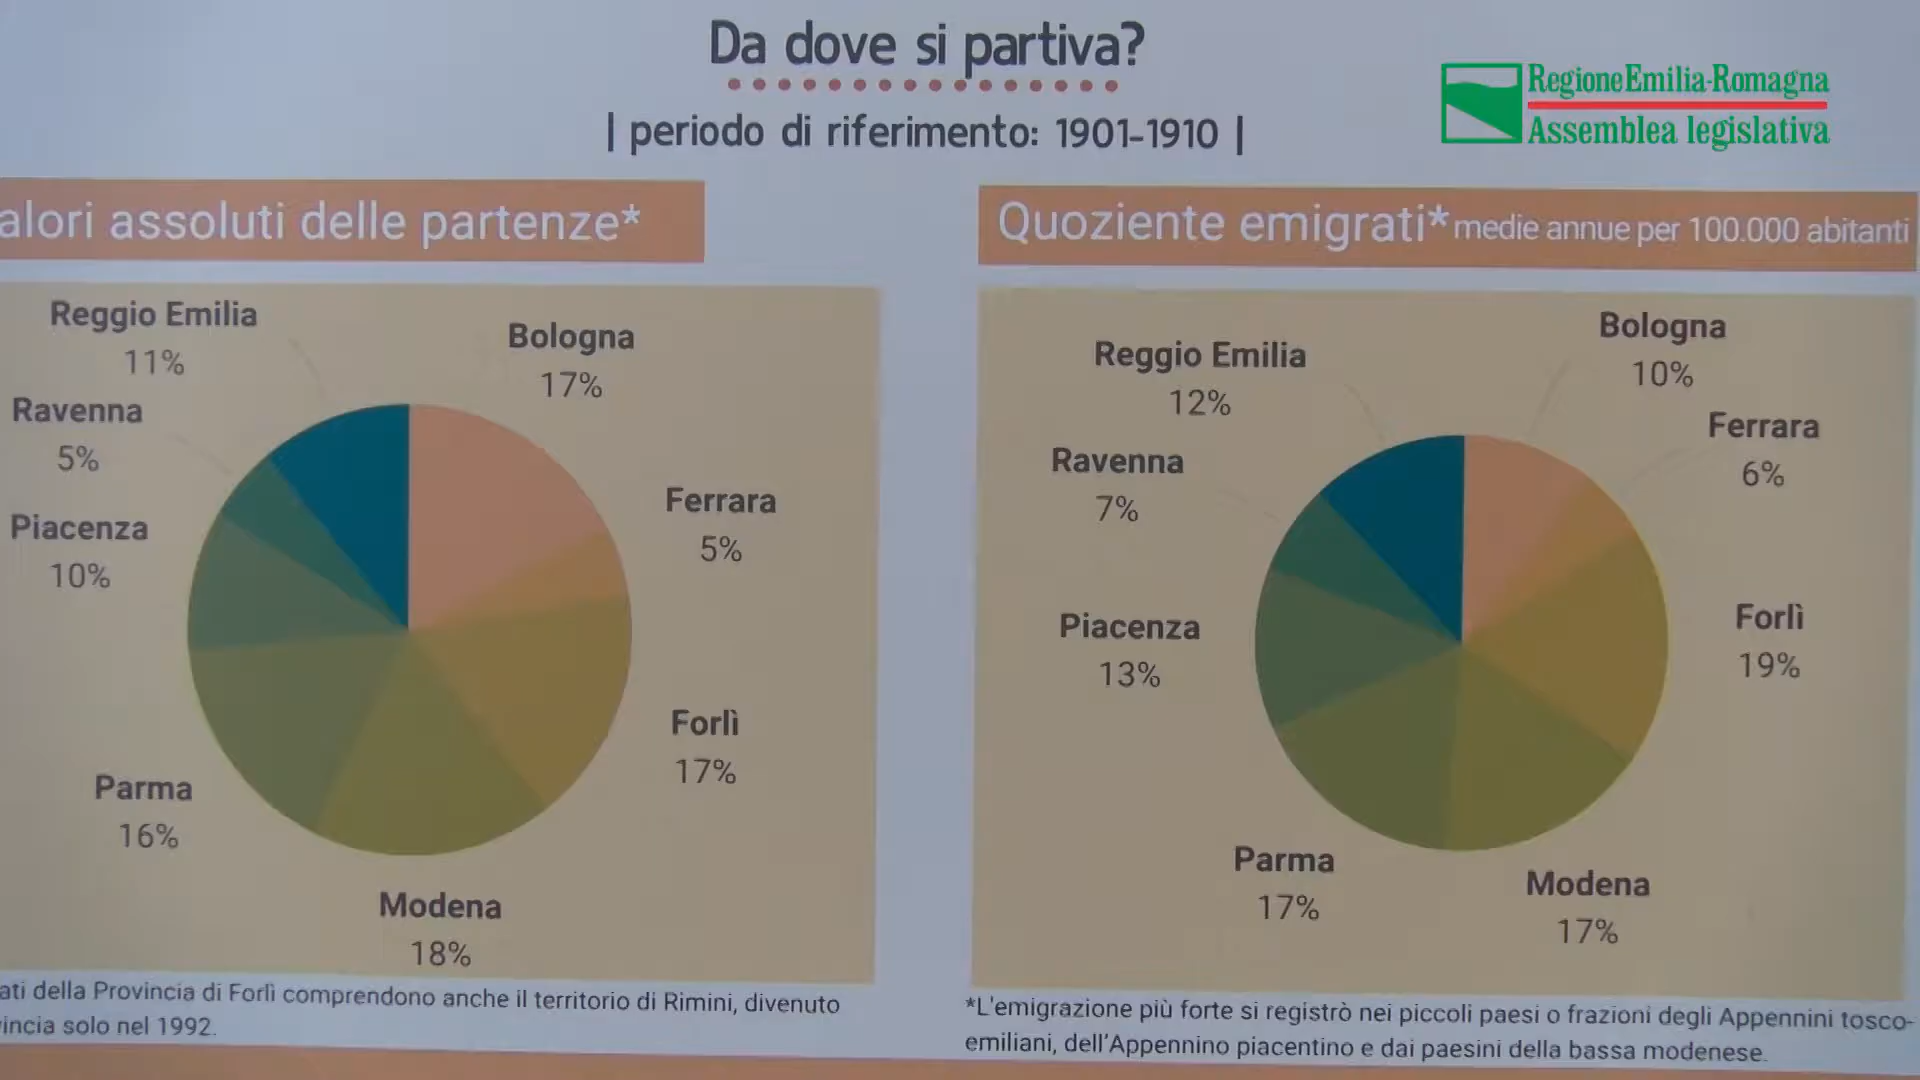 Da dove si partiva?
| periodo di riferimento: 1901-1910 |
RegioneEmilia-Romagna
Assemblea legislativa
alori assoluti delle partenze*
Reggio Emilia
11%
Bologna
17%
Ravenna
5%
Ferrara
5%
Piacenza
10%
Forlì
17%
Parma
16%
Modena
18%
ati della Provincia di Forlì comprendono anche il territorio di Rimini, divenuto
vincia solo nel 1992.
Quoziente emigrati* medie annue per 100.000 abitanti
Bologna
10%
Reggio Emilia
12%
Ferrara
6%
Ravenna
7%
Forlì
19%
Piacenza
13%
Parma
17%
Modena
17%
*L'emigrazione più forte si registrò nei piccoli paesi o frazioni degli Appennini tosco-
emiliani, dell'Appennino piacentino e dai paesini della bassa modenese.